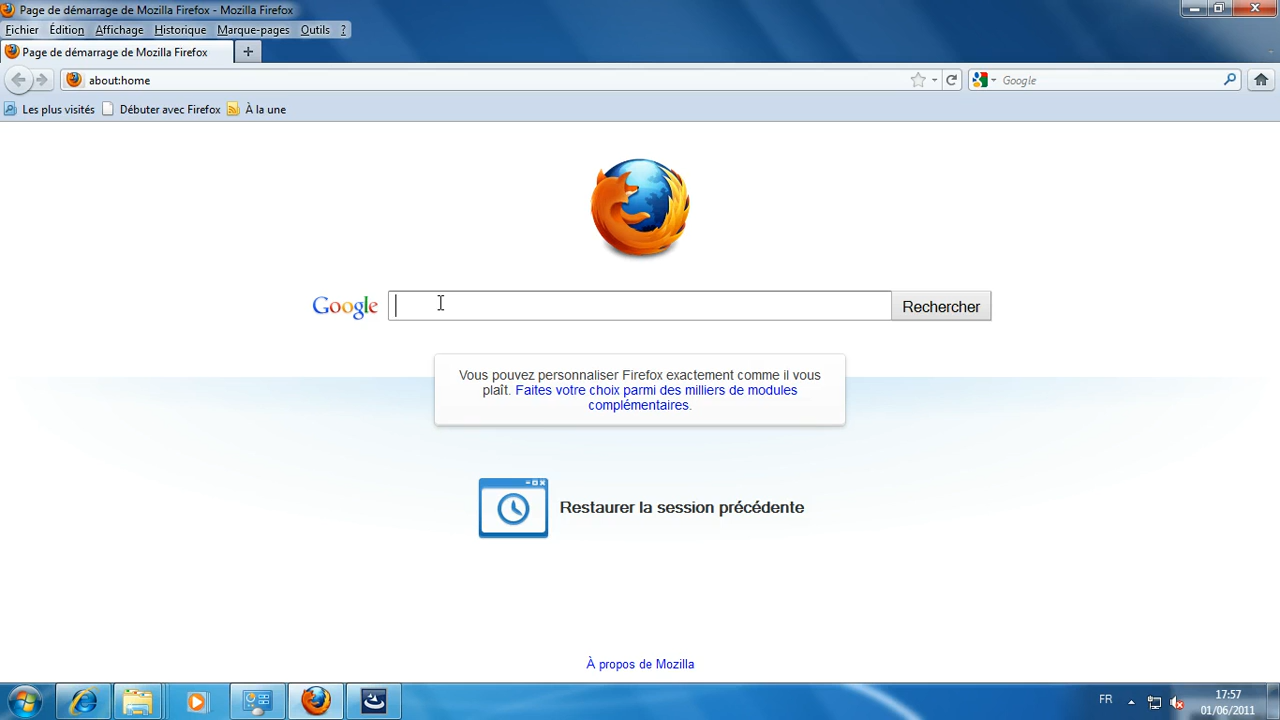 Page de démarrage de Mozilla Firefox - Mozilla Firefox
Fichier Édition Affichage Historique Marque-pages Outils ?
Page de démarrage de Mozilla Firefox +
about:home Google
Les plus visités Débuter avec Firefox À la une
Google Rechercher
Vous pouvez personnaliser Firefox exactement comme il vous
plaît. Faites votre choix parmi des milliers de modules
complémentaires.
Restaurer la session précédente
À propos de Mozilla
FR 17:57
01/06/2011